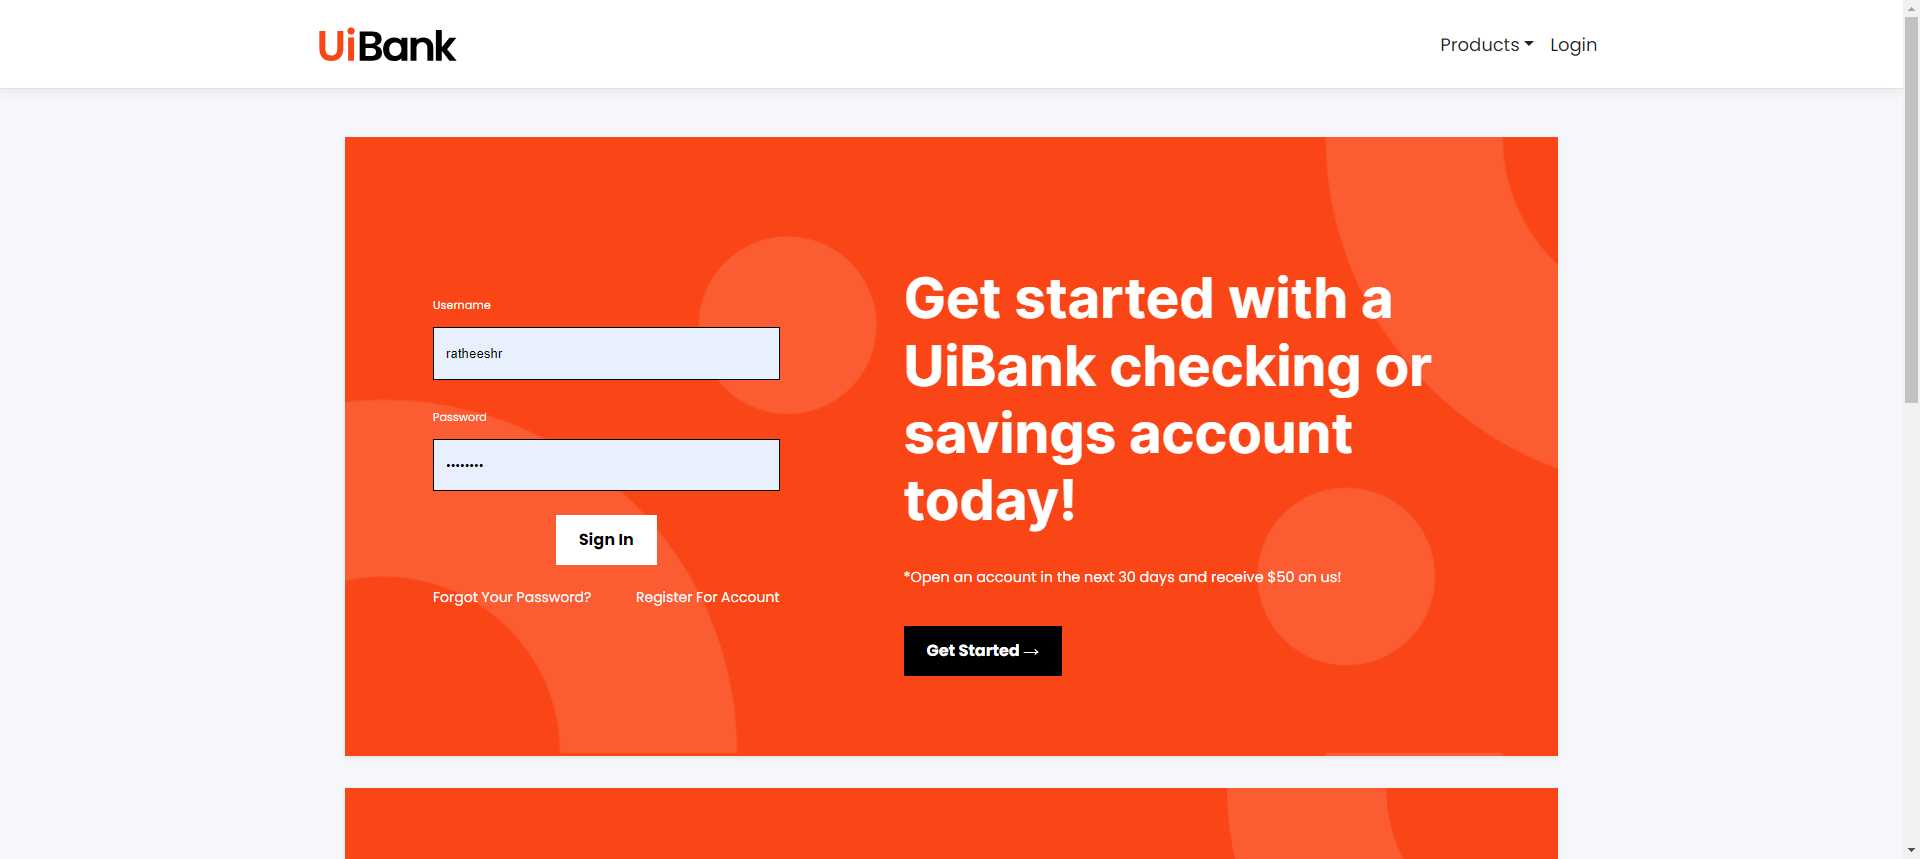 UiBank
Products Login
Username
ratheeshr
Password
••••••••
Sign In
Forgot Your Password? Register For Account
Get started with a
UiBank checking or
savings account
today!
*Open an account in the next 30 days and receive $50 on us!
Get Started →